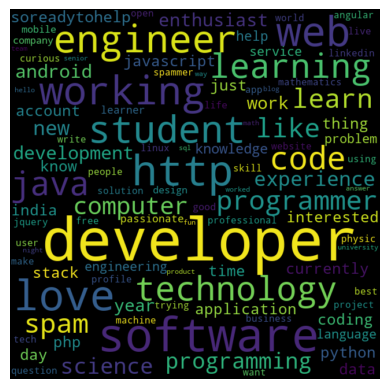 soreadytohelp enthusiast open world angular
mobile company engineer web live
curious spammer help linkedin
android javascript service learning
working just app blog
account learner work learn
new student like thing
development linux knowledge problem
know write people http code using
java skill experience
india solution design computer programmer
jquery free passionate good professional interested
user developer physic
stack engineering time currently
make profile trying technology best
love year application project
spam machine business coding
php language
tech day software python
question science programming data
want
hello senior way life mathematics website sql worked fun answer math night product university